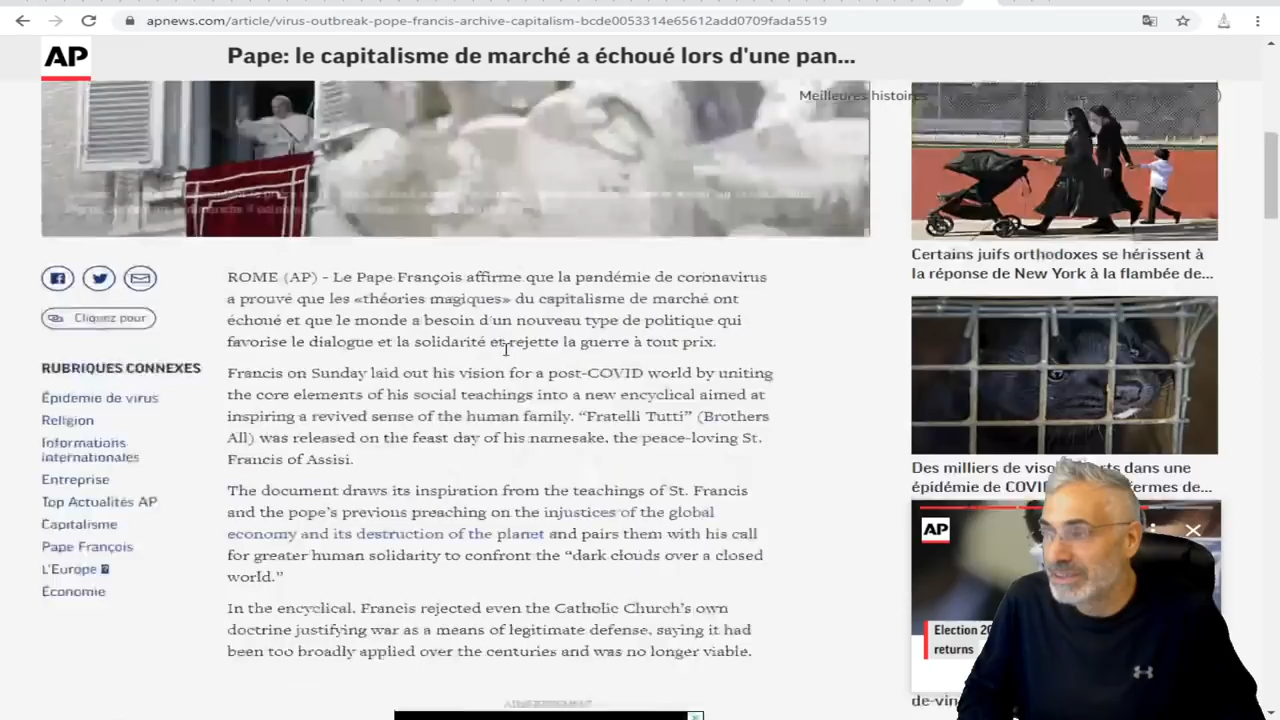 apnews.com/article/virus-outbreak-pope-francis-archive-capitalism-bcde0053314e65612add0709fada5519
AP
Pape: le capitalisme de marché a échoué lors d'une pan...
Meilleures histoires
ROME (AP) - Le Pape François affirme que la pandémie de coronavirus
a prouvé que les «théories magiques» du capitalisme de marché ont
échoué et que le monde a besoin d'un nouveau type de politique qui
favorise le dialogue et la solidarité et rejette la guerre à tout prix.
Francis on Sunday laid out his vision for a post-COVID world by uniting
the core elements of his social teachings into a new encyclical aimed at
inspiring a revived sense of the human family. “Fratelli Tutti” (Brothers
All) was released on the feast day of his namesake, the peace-loving St.
Francis of Assisi.
The document draws its inspiration from the teachings of St. Francis
and the pope’s previous preaching on the injustices of the global
economy and its destruction of the planet and pairs them with his call
for greater human solidarity to confront the “dark clouds over a closed
world.”
In the encyclical, Francis rejected even the Catholic Church’s own
doctrine justifying war as a means of legitimate defense, saying it had
been too broadly applied over the centuries and was no longer viable.
ADVERTISEMENT
Cliquez pour
RUBRIQUES CONNEXES
Épidémie de virus
Religion
Informations
internationales
Entreprise
Top Actualités AP
Capitalisme
Pape François
L'Europe
Économie
Certains juifs orthodoxes se hérissent à
la réponse de New York à la flambée de...
Des milliers de dans une
épidémie de fermes de...
AP
Election
returns